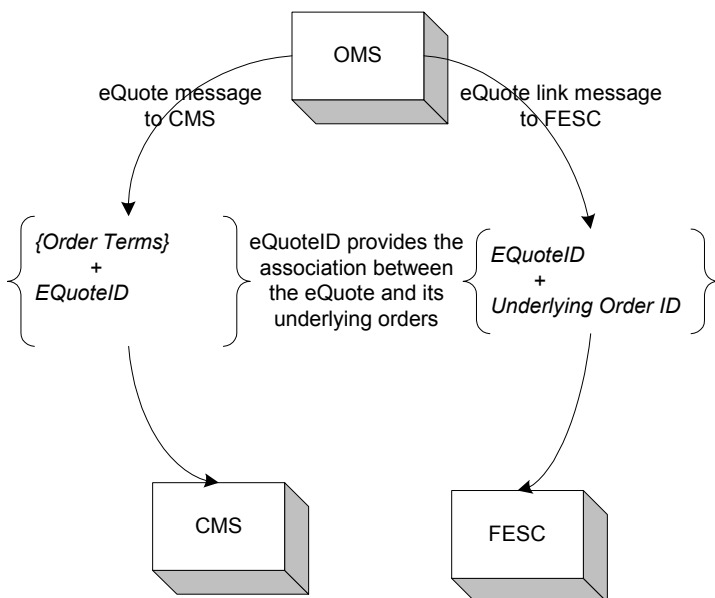 OMS
eQuote message
to CMS
eQuote link message
to FESC
{Order Terms}
+
EQuoteID
eQuoteID provides the
association between
the eQuote and its
underlying orders
EQuoteID
+
Underlying Order ID
CMS
FESC